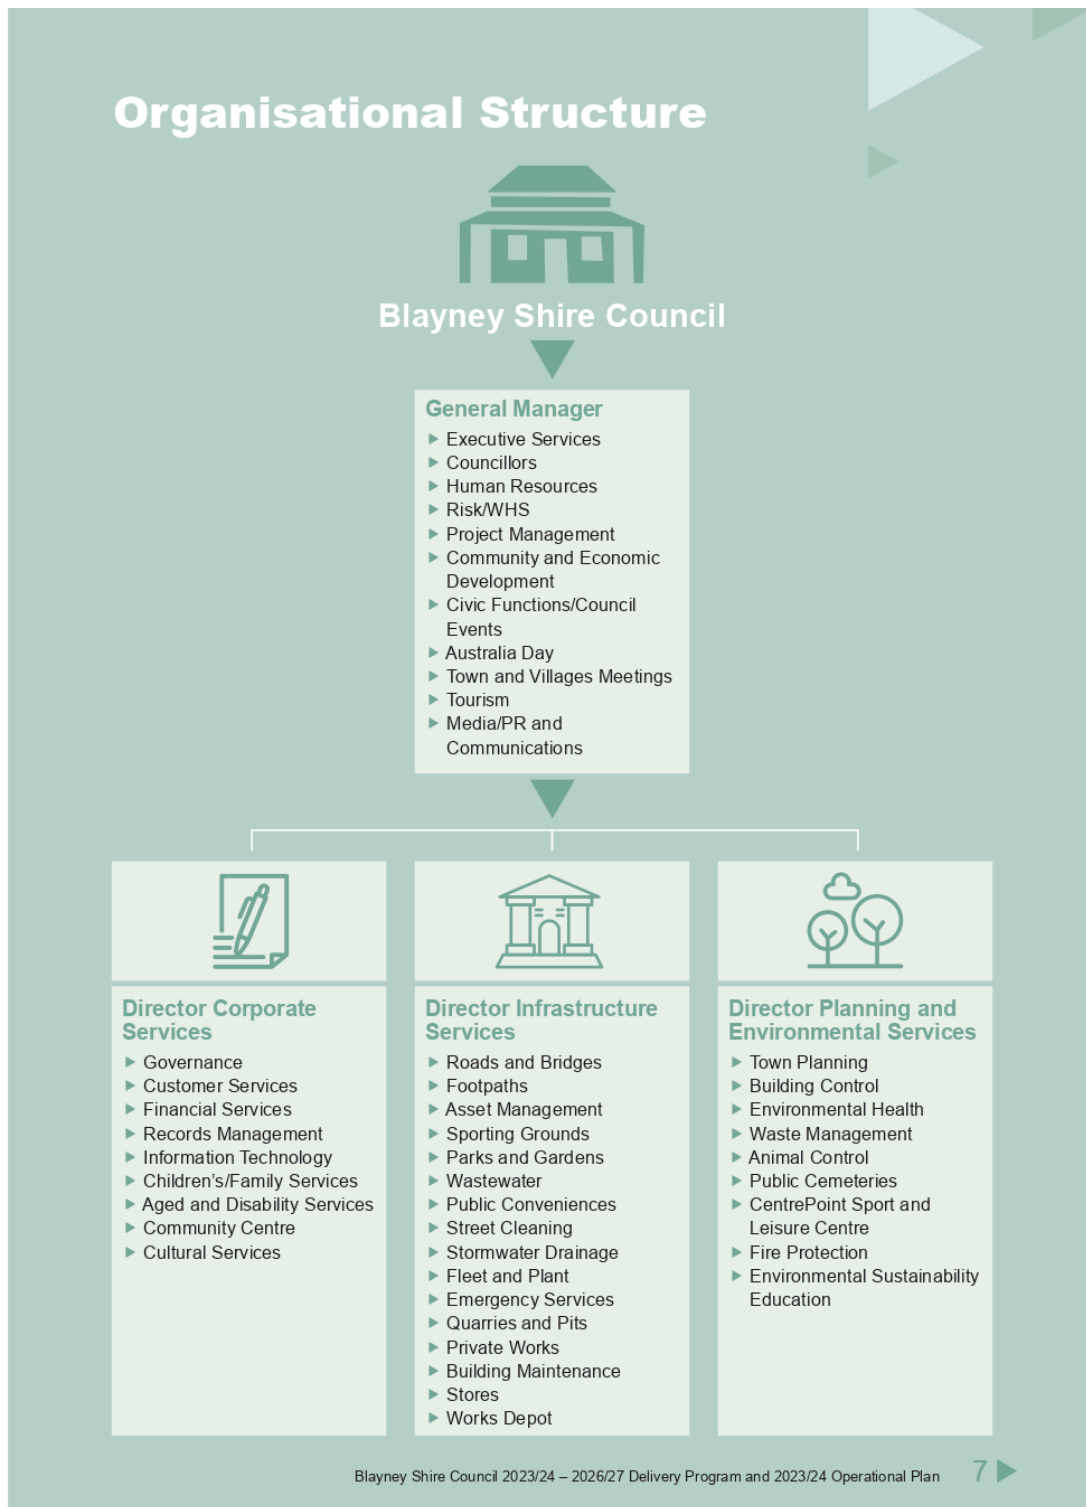 Organisational Structure
Blayney Shire Council
General Manager
Executive Services
Councillors
Human Resources
Risk/WHS
Project Management
Community and Economic
Development
Civic Functions/Council
Events
Australia Day
Town and Villages Meetings
Tourism
Media/PR and
Communications
Director Corporate
Services
Governance
Customer Services
Financial Services
Records Management
Information Technology
Children's/Family Services
Aged and Disability Services
Community Centre
Cultural Services
Director Infrastructure
Services
Roads and Bridges
Footpaths
Asset Management
Sporting Grounds
Parks and Gardens
Wastewater
Public Conveniences
Street Cleaning
Stormwater Drainage
Fleet and Plant
Emergency Services
Quarries and Pits
Private Works
Building Maintenance
Stores
Works Depot
Director Planning and
Environmental Services
Town Planning
Building Control
Environmental Health
Waste Management
Animal Control
Public Cemeteries
CentrePoint Sport and
Leisure Centre
Fire Protection
Environmental Sustainability
Education
Blayney Shire Council 2023/24 – 2026/27 Delivery Program and 2023/24 Operational Plan 7